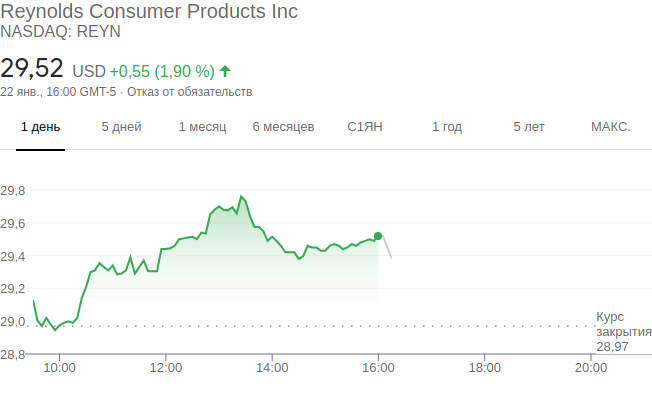 Reynolds Consumer Products Inc
NASDAQ: REYN
29,52 USD +0,55 (1,90 %)
22 янв., 16:00 GMT-5 · Отказ от обязательств
1 день 5 дней 1 месяц 6 месяцев С1ЯН 1 год 5 лет МАКС.
29,8
29,6
29,4
29,2
29,0
28,8
Курс
закрытия
28,97
10:00 12:00 14:00 16:00 18:00 20:00